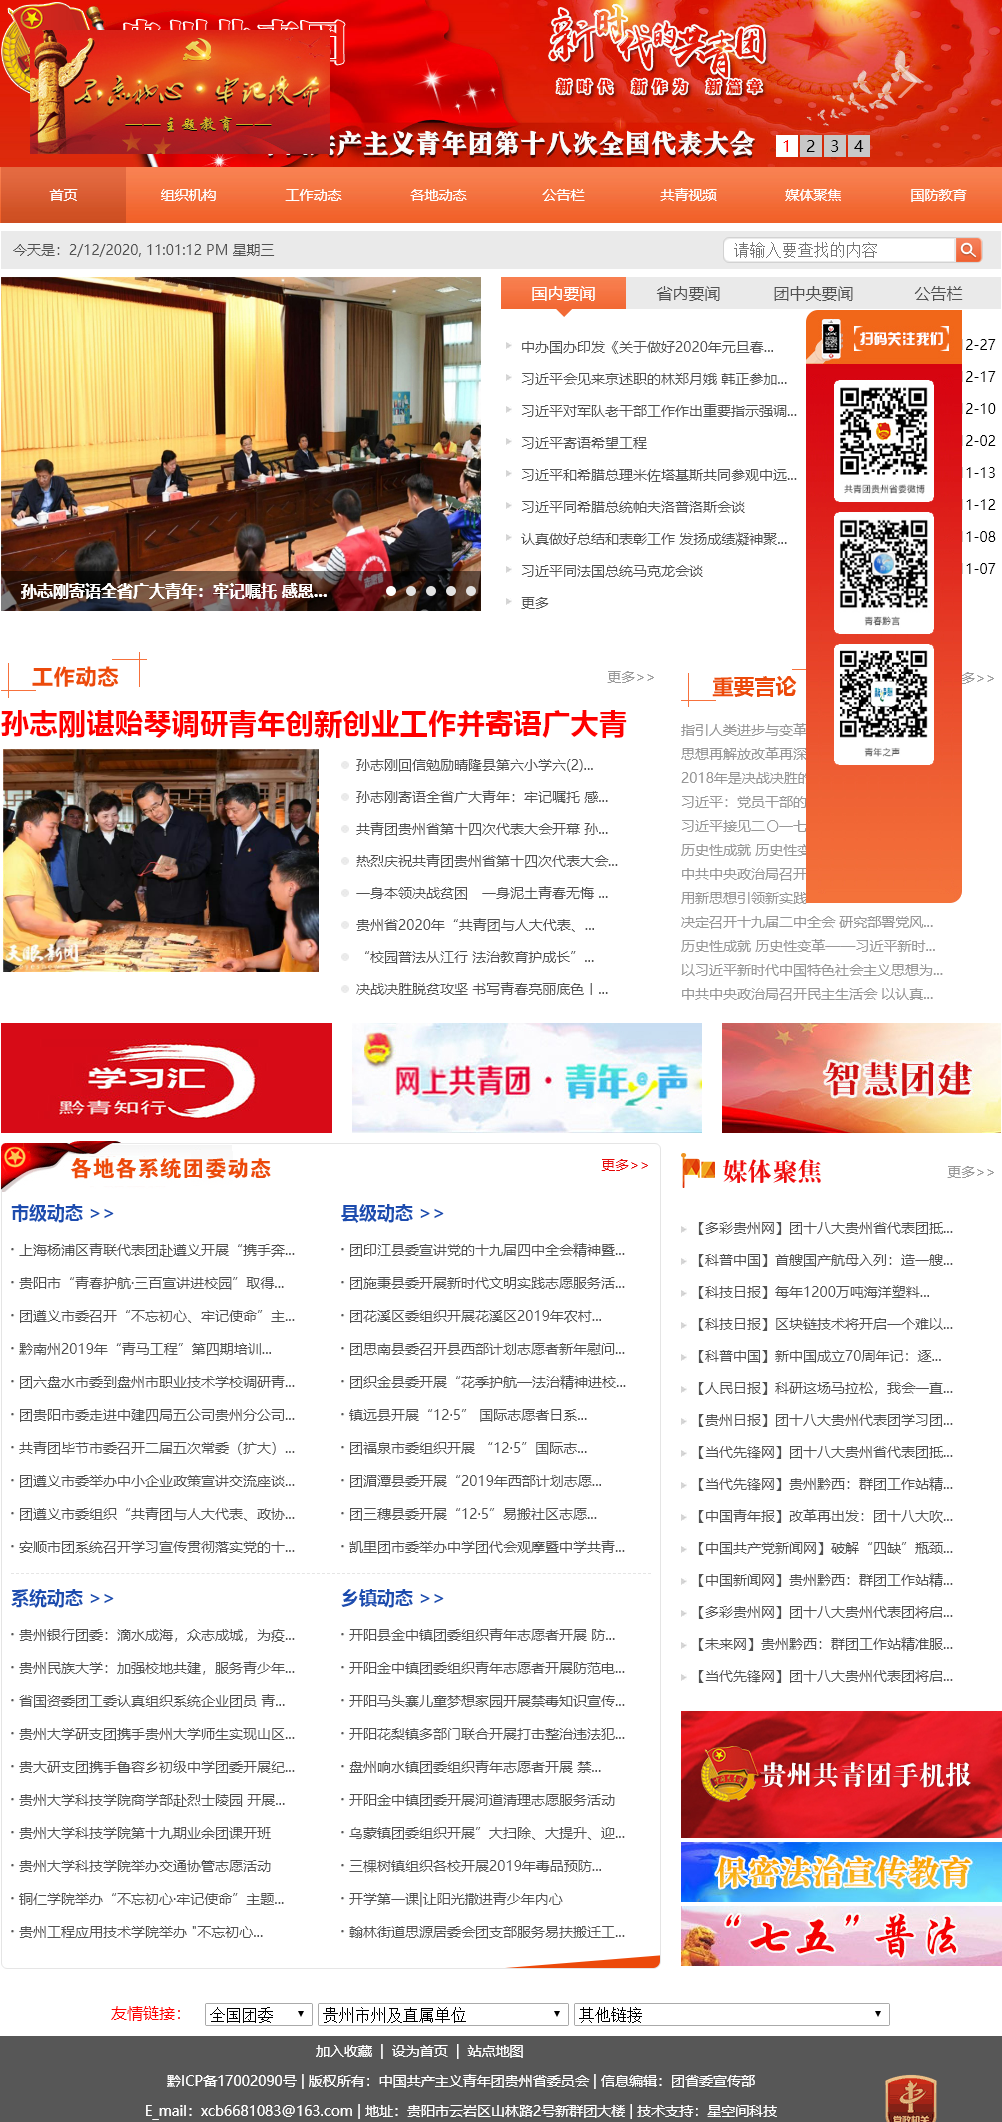 新时代的共青团
新时代 新作为 新篇章
不忘初心·牢记使命
——主题教育——
产主义青年团第十八次全国代表大会
1 2 3 4
首页 组织机构 工作动态 各地动态 公告栏 共青视频 媒体聚焦 国防教育
今天是：2/12/2020, 11:01:12 PM 星期三
请输入要查找的内容
国内要闻 省内要闻 团中央要闻 公告栏
中办国办印发《关于做好2020年元旦春...
2-27
习近平会见来京述职的林郑月娥 韩正参加...
2-17
习近平对军队老干部工作作出重要指示强调...
2-10
习近平寄语希望工程
2-02
习近平和希腊总理米佐塔基斯共同参观中远...
1-13
习近平同希腊总统帕夫洛普洛斯会谈
1-12
认真做好总结和表彰工作 发扬成绩凝神聚...
1-08
习近平同法国总统马克龙会谈
1-07
更多
孙志刚寄语全省广大青年：牢记嘱托 感恩...
扫码关注我们
共青团贵州省委微博
青春黔言
青年之声
工作动态
更多>>
孙志刚谌贻琴调研青年创新创业工作并寄语广大青
天眼新闻
孙志刚回信勉励晴隆县第六小学六(2)...
孙志刚寄语全省广大青年：牢记嘱托 感...
共青团贵州省第十四次代表大会开幕 孙...
热烈庆祝共青团贵州省第十四次代表大会...
一身本领决战贫困　一身泥土青春无悔 ...
贵州省2020年“共青团与人大代表、...
“校园普法从江行 法治教育护成长”...
决战决胜脱贫攻坚 书写青春亮丽底色丨...
重要言论
多>>
指引人类进步与变革
思想再解放改革再深
2018年是决战决胜的
习近平：党员干部的
习近平接见二〇一七
历史性成就 历史性变
中共中央政治局召开
用新思想引领新实践
决定召开十九届二中全会 研究部署党风...
历史性成就 历史性变革——习近平新时...
以习近平新时代中国特色社会主义思想为...
中共中央政治局召开民主生活会 以认真...
学习汇
黔青知行
网上共青团·青年之声
智慧团建
各地各系统团委动态
更多>>
市级动态 >>
上海杨浦区青联代表团赴遵义开展“携手奔...
贵阳市“青春护航·三百宣讲进校园”取得...
团遵义市委召开“不忘初心、牢记使命”主...
黔南州2019年“青马工程”第四期培训...
团六盘水市委到盘州市职业技术学校调研青...
团贵阳市委走进中建四局五公司贵州分公司...
共青团毕节市委召开二届五次常委（扩大）...
团遵义市委举办中小企业政策宣讲交流座谈...
团遵义市委组织“共青团与人大代表、政协...
安顺市团系统召开学习宣传贯彻落实党的十...
县级动态 >>
团印江县委宣讲党的十九届四中全会精神暨...
团施秉县委开展新时代文明实践志愿服务活...
团花溪区委组织开展花溪区2019年农村...
团思南县委召开县西部计划志愿者新年慰问...
团织金县委开展“花季护航—法治精神进校...
镇远县开展“12·5” 国际志愿者日系...
团福泉市委组织开展 “12·5”国际志...
团湄潭县委开展“2019年西部计划志愿...
团三穗县委开展“12·5”易搬社区志愿...
凯里团市委举办中学团代会观摩暨中学共青...
系统动态 >>
贵州银行团委：滴水成海，众志成城，为疫...
贵州民族大学：加强校地共建，服务青少年...
省国资委团工委认真组织系统企业团员 青...
贵州大学研支团携手贵州大学师生实现山区...
贵大研支团携手鲁容乡初级中学团委开展纪...
贵州大学科技学院商学部赴烈士陵园 开展...
贵州大学科技学院第十九期业余团课开班
贵州大学科技学院举办交通协管志愿活动
铜仁学院举办“不忘初心·牢记使命”主题...
贵州工程应用技术学院举办 "不忘初心...
乡镇动态 >>
开阳县金中镇团委组织青年志愿者开展 防...
开阳金中镇团委组织青年志愿者开展防范电...
开阳马头寨儿童梦想家园开展禁毒知识宣传...
开阳花梨镇多部门联合开展打击整治违法犯...
盘州响水镇团委组织青年志愿者开展 禁...
开阳金中镇团委开展河道清理志愿服务活动
乌蒙镇团委组织开展”大扫除、大提升、迎...
三棵树镇组织各校开展2019年毒品预防...
开学第一课|让阳光撒进青少年内心
翰林街道思源居委会团支部服务易扶搬迁工...
媒体聚焦
更多>>
【多彩贵州网】团十八大贵州省代表团抵...
【科普中国】首艘国产航母入列：造一艘...
【科技日报】每年1200万吨海洋塑料...
【科技日报】区块链技术将开启一个难以...
【科普中国】新中国成立70周年记：逐...
【人民日报】科研这场马拉松，我会一直...
【贵州日报】团十八大贵州代表团学习团...
【当代先锋网】团十八大贵州省代表团抵...
【当代先锋网】贵州黔西：群团工作站精...
【中国青年报】改革再出发：团十八大吹...
【中国共产党新闻网】破解“四缺”瓶颈...
【中国新闻网】贵州黔西：群团工作站精...
【多彩贵州网】团十八大贵州代表团将启...
【未来网】贵州黔西：群团工作站精准服...
【当代先锋网】团十八大贵州代表团将启...
贵州共青团手机报
保密法治宣传教育
“七五”普法
友情链接：
全国团委
贵州市州及直属单位
其他链接
加入收藏 | 设为首页 | 站点地图
黔ICP备17002090号 | 版权所有：中国共产主义青年团贵州省委员会 | 信息编辑：团省委宣传部
E_mail：xcb6681083@163.com | 地址：贵阳市云岩区山林路2号新群团大楼 | 技术支持：星空间科技
党政机关